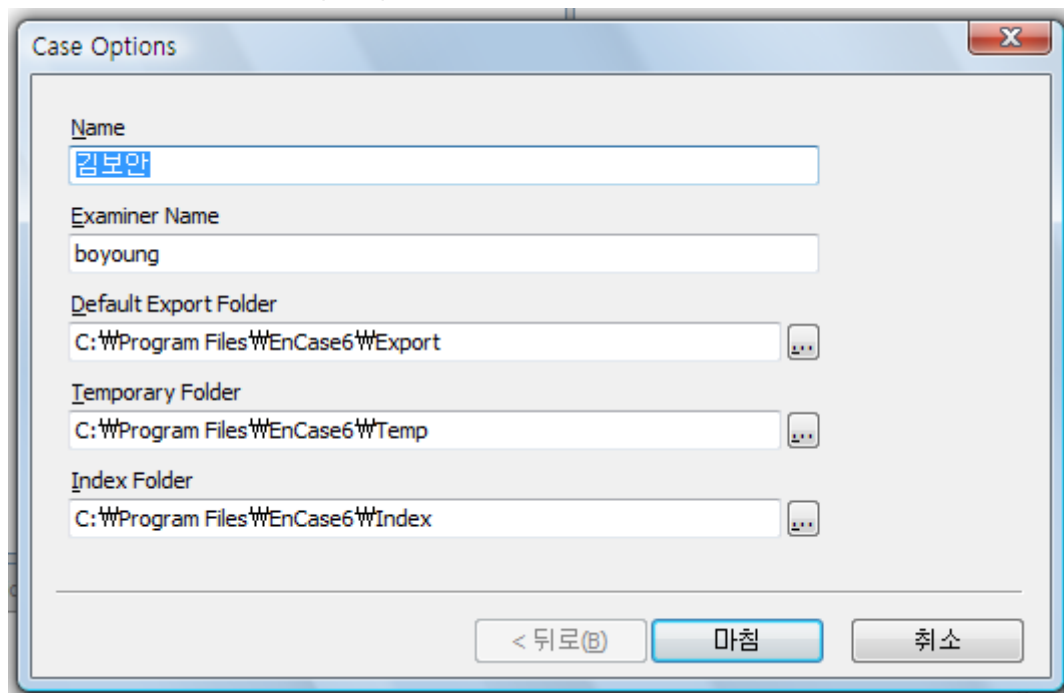 Case Options
Name
김보안
Examiner Name
boyoung
Default Export Folder
C:₩Program Files₩EnCase6₩Export
...
Temporary Folder
C:₩Program Files₩EnCase6₩Temp
...
Index Folder
C:₩Program Files₩EnCase6₩Index
...
< 뒤로(B) 마침 취소